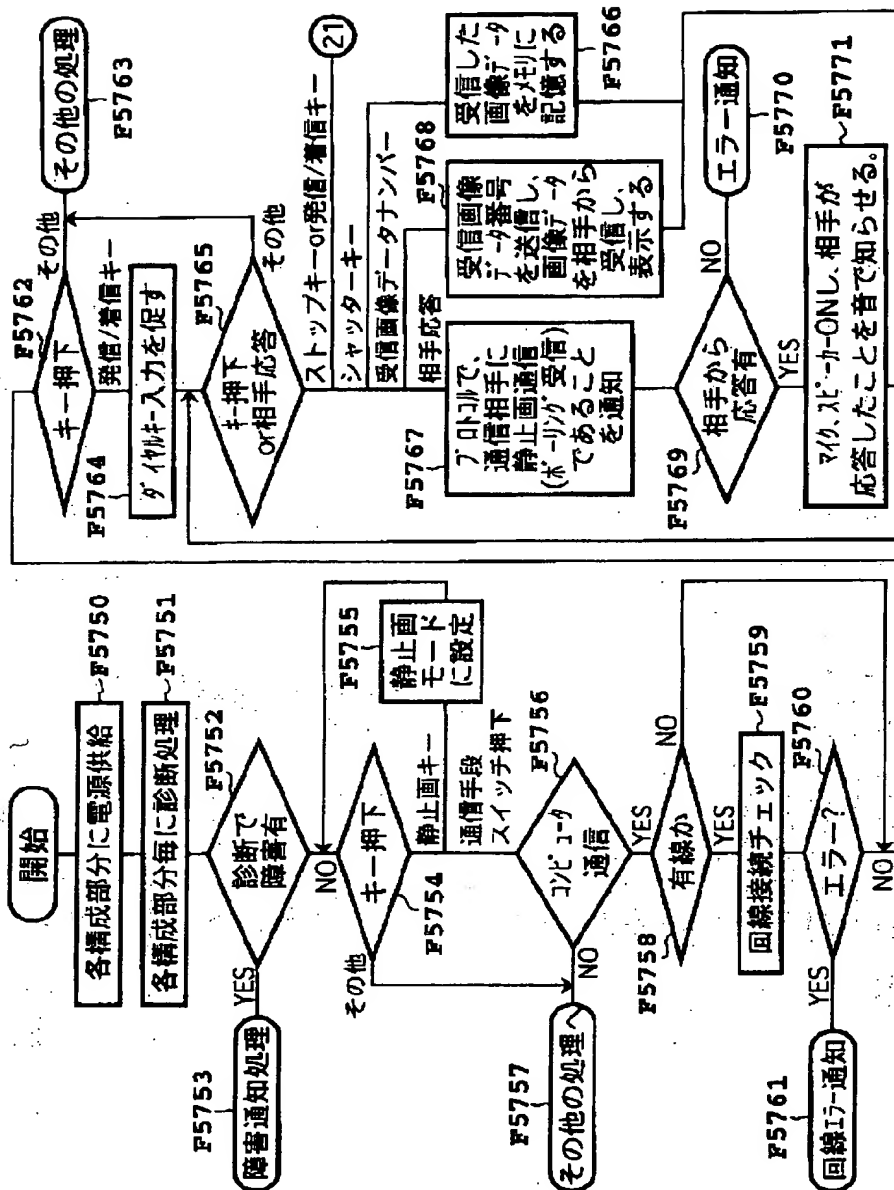 開始
各構成部分に電源供給
F5750
各構成部分毎に診断処理
F5751
診断で
障害有
F5752
YES
障害通知処理
F5753
NO
キー押下
F5754
その他
静止画キー
静止画
モード
に設定
F5755
通信手段
スイッチ押下
コンピュータ
通信
F5756
NO
その他の処理へ
F5757
YES
有線か
F5758
NO
YES
回線接続チェック
F5759
エラー?
F5760
YES
回線エラー通知
F5761
NO
キー押下
F5762
その他
その他の処理
F5763
発信/着信キー
ダイヤルキー入力を促す
F5764
キー押下
or相手応答
F5765
その他
ストップキーor発信/着信キー
21
シャッターキー
受信画像データナンバー
相手応答
受信した
画像データ
をメモリに
記憶する
F5766
プロトコルで、
通信相手に
静止画通信
(ポーリング受信)
であること
を通知
F5767
受信画像
データ番号
を送信し、
画像データ
を相手から
受信し、
表示する
F5768
相手から
応答有
F5769
NO
エラー通知
F5770
YES
マイク、スピーカーONし、相手が
応答したことを音で知らせる。
F5771